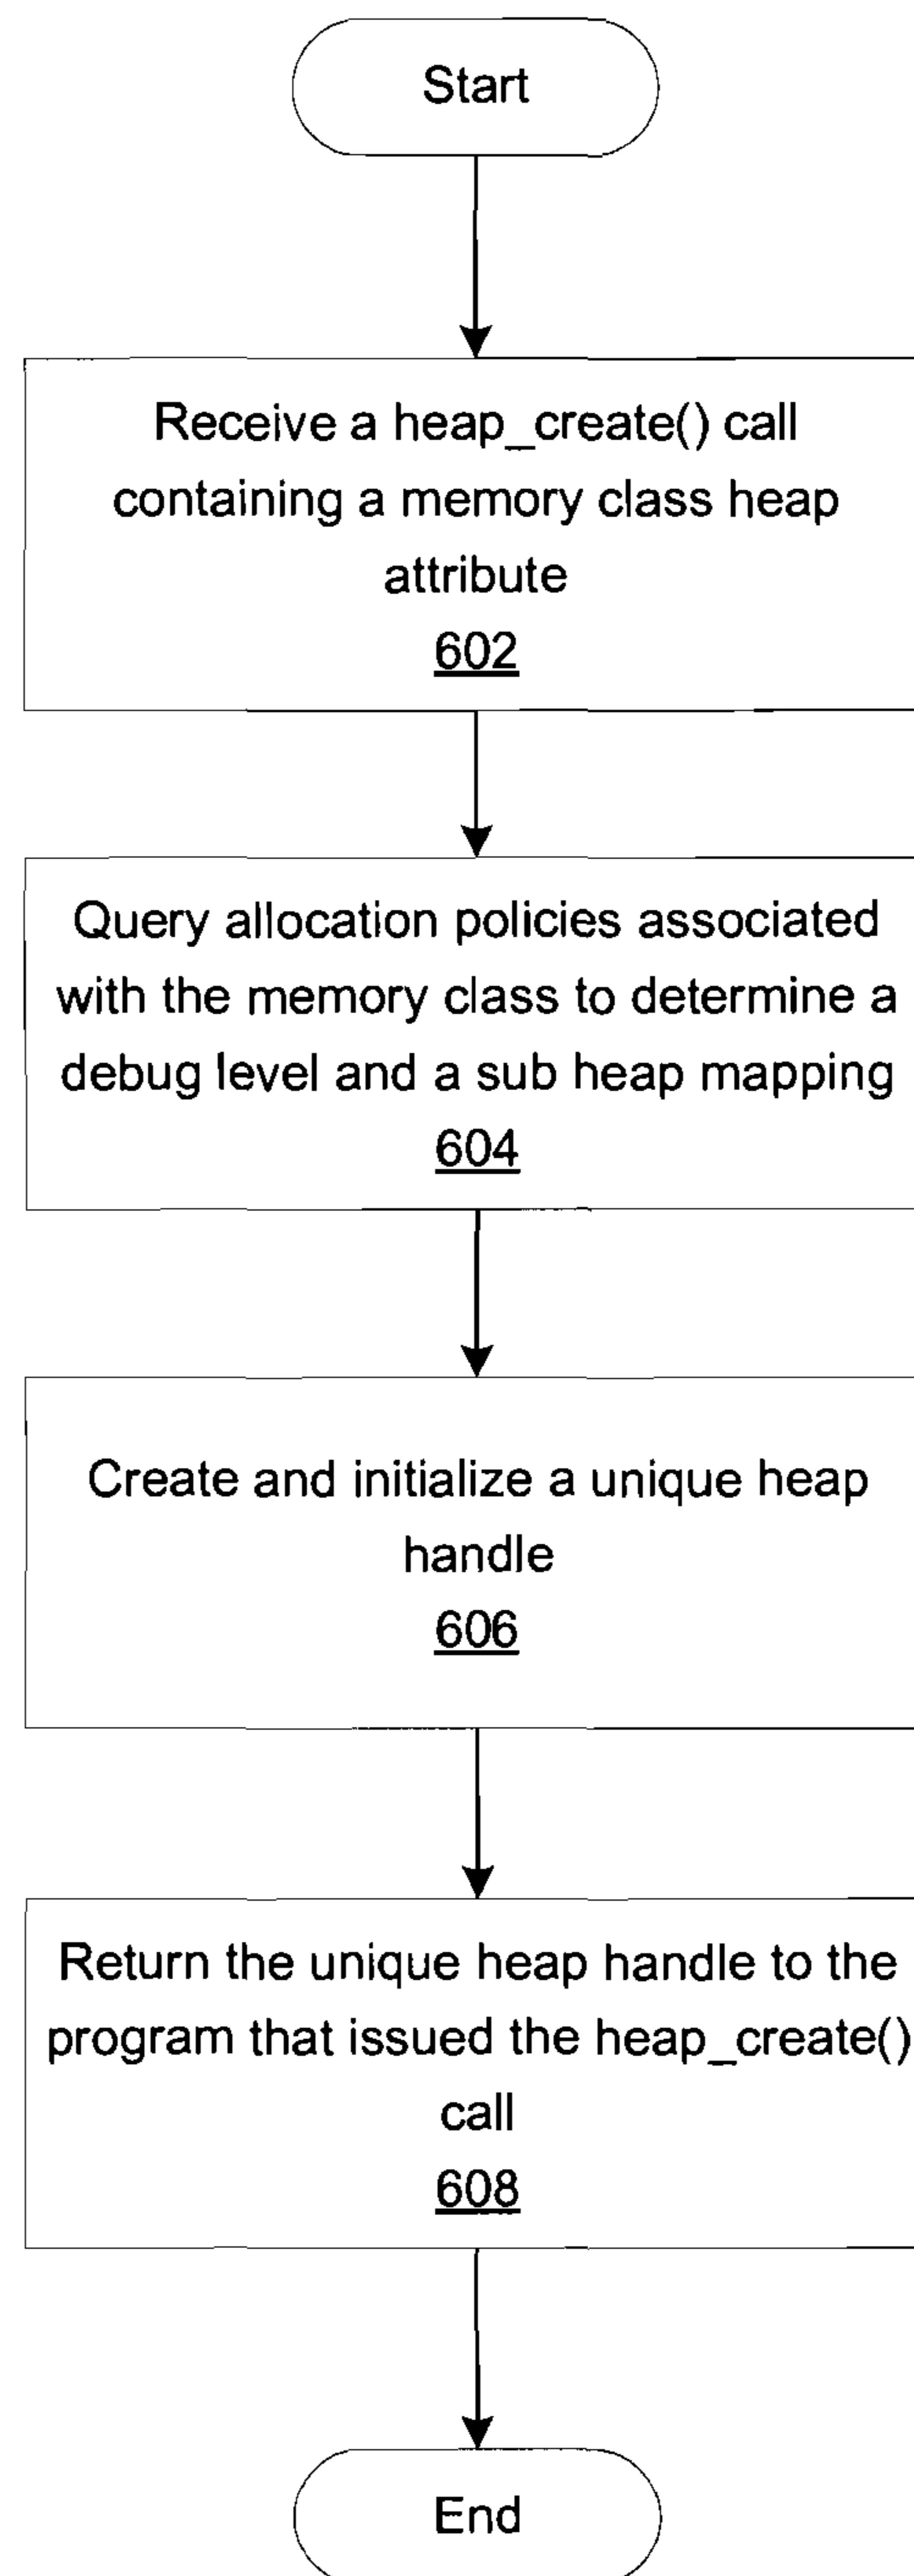 Start
Receive a heap_create() call
containing a memory class heap
attribute
602
Query allocation policies associated
with the memory class to determine a
debug level and a sub heap mapping
604
Create and initialize a unique heap
handle
606
Return the unique heap handle to the
program that issued the heap_create()
call
608
End